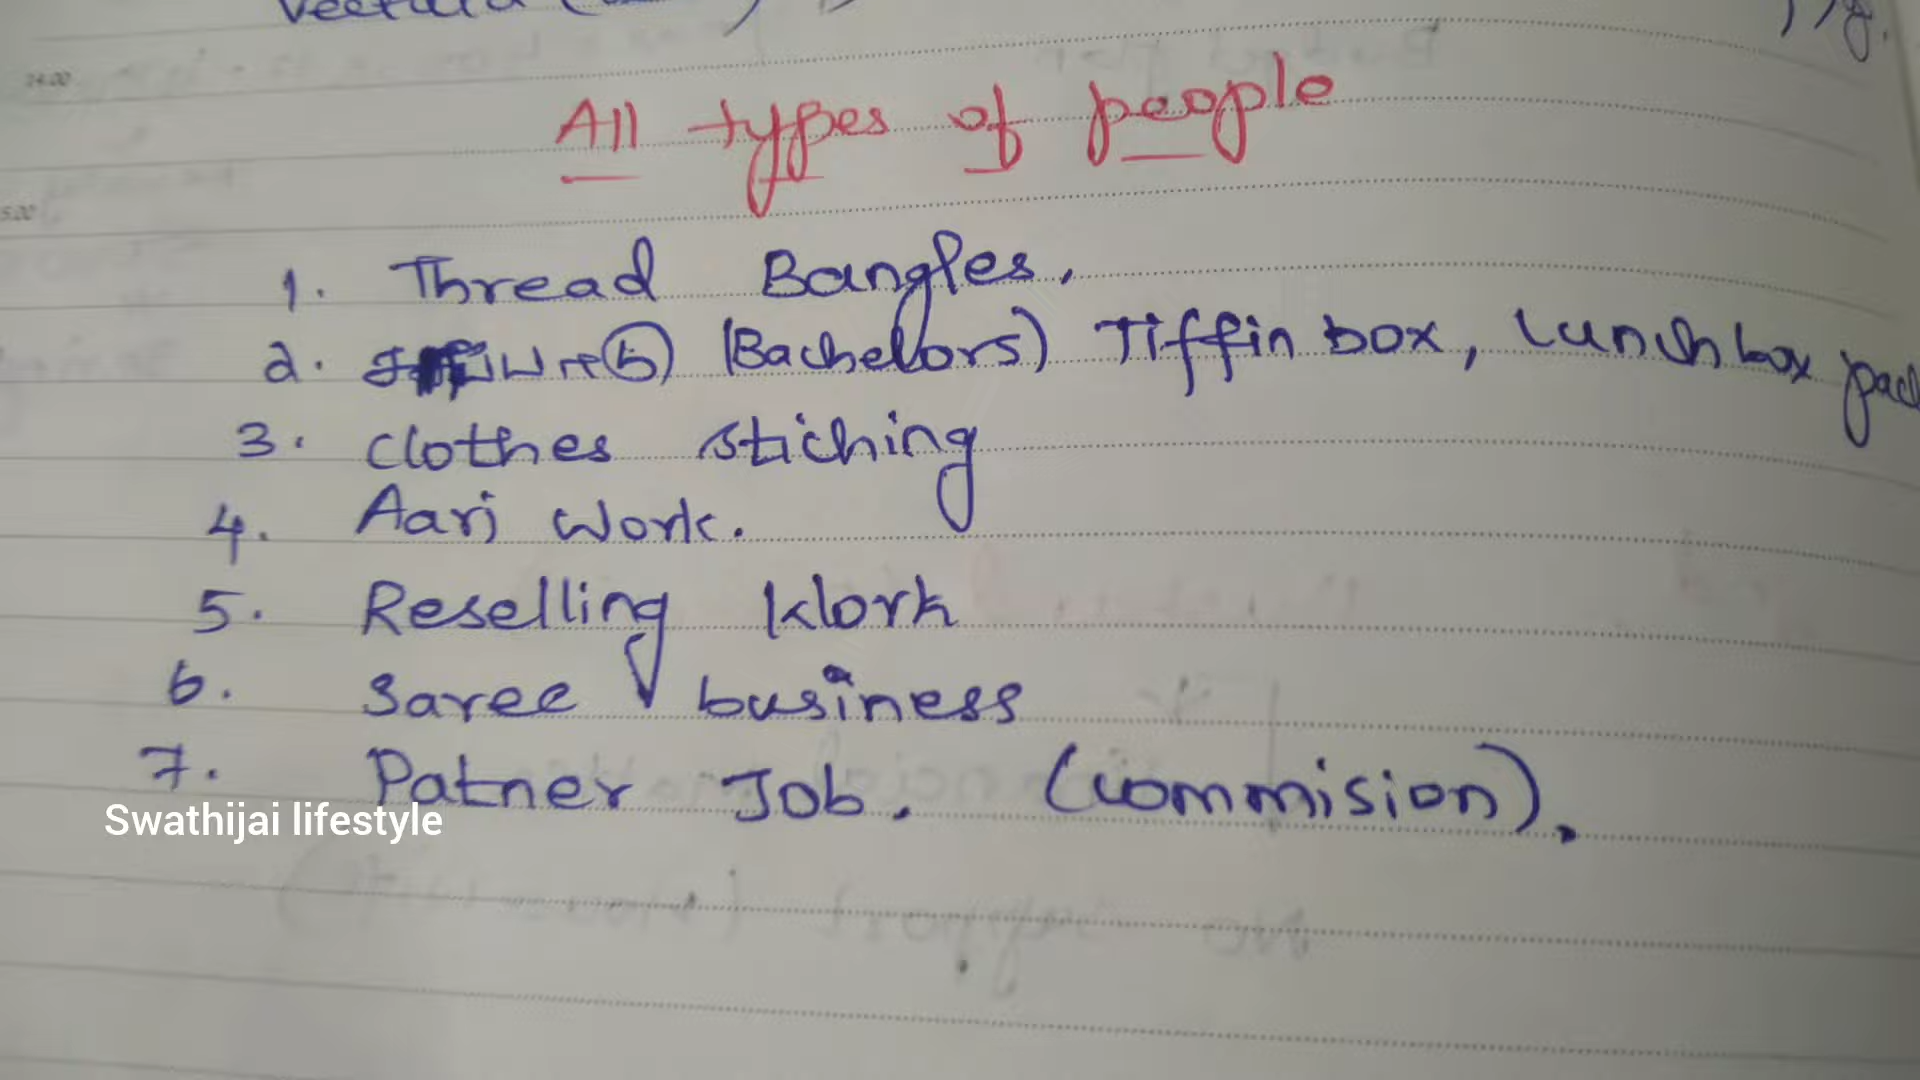 All types of people
1. Thread Bangles,
2. சாப்பாடு (Bachelors) Tiffin box, Lunch box pack
3. clothes stiching
4. Aari work.
5. Reselling Work
6. Saree business
7. Patner Job. (commision).
Swathijai lifestyle